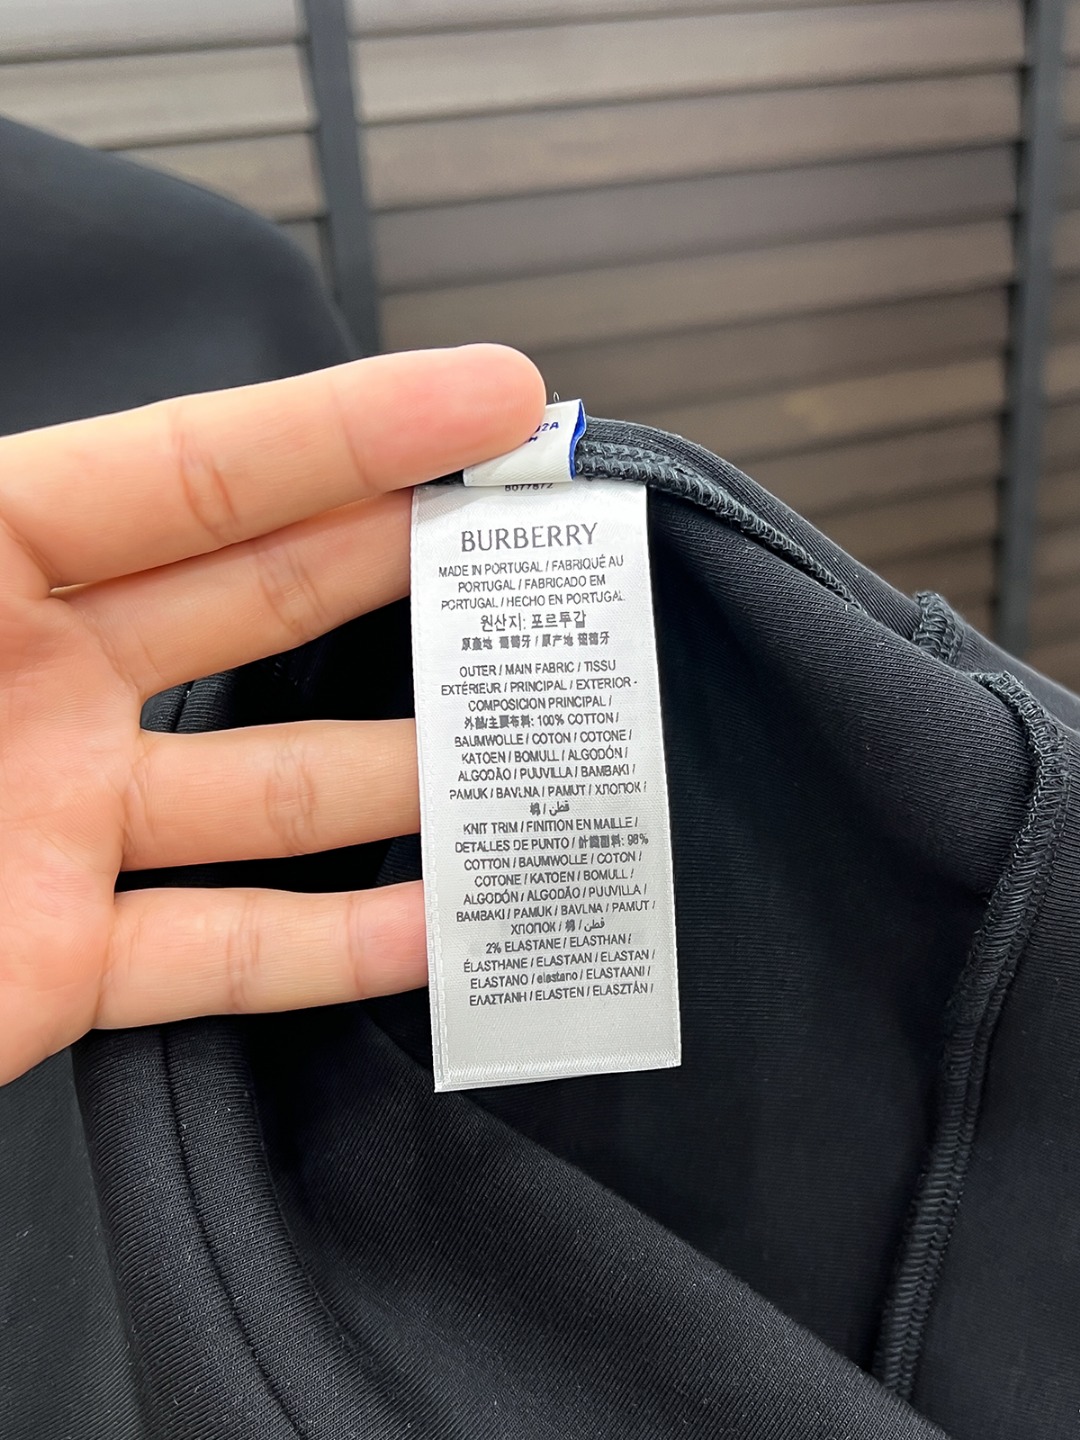 42A
8077872
BURBERRY
MADE IN PORTUGAL / FABRIQUÉ AU
PORTUGAL / FABRICADO EM
PORTUGAL / HECHO EN PORTUGAL
원산지: 포르투갈
原產地 葡萄牙 / 原产地 葡萄牙
OUTER / MAIN FABRIC / TISSU
EXTÉRIEUR / PRINCIPAL / EXTERIOR -
COMPOSICION PRINCIPAL /
外部/主要布料: 100% COTTON /
BAUMWOLLE / COTON / COTONE /
KATOEN / BOMULL / ALGODÓN /
ALGODÃO / PUUVILLA / BAMBAKI /
PAMUK / BAVLNA / PAMUT / ХЛОПОК /
棉 / قطن /
KNIT TRIM / FINITION EN MAILLE /
DETALLES DE PUNTO / 針織面料: 98%
COTTON / BAUMWOLLE / COTON /
COTONE / KATOEN / BOMULL /
ALGODÓN / ALGODÃO / PUUVILLA /
BAMBAKI / PAMUK / BAVLNA / PAMUT /
ХЛОПОК / 棉 / قطن /
2% ELASTANE / ELASTHAN /
ÉLASTHANE / ELASTAAN / ELASTAN /
ELASTANO / elastano / ELASTAANI /
ΕΛΑΣΤΑΝΗ / ELASTEN / ELASZTÁN /